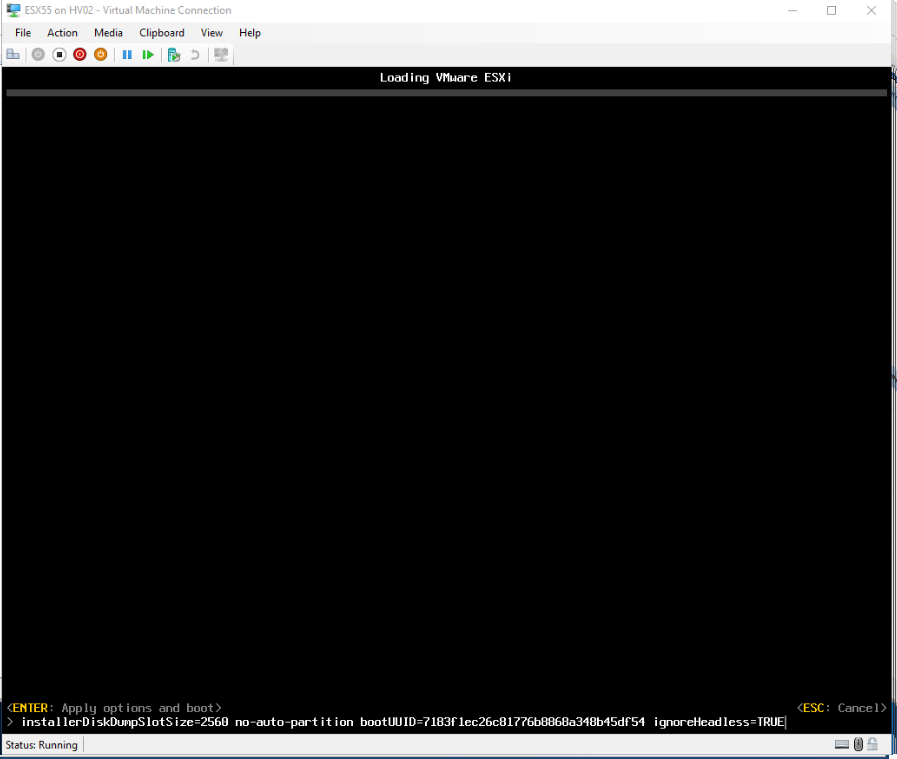 ESX55 on HV02 - Virtual Machine Connection
File Action Media Clipboard View Help
Loading VMware ESXi
<ENTER: Apply options and boot> <ESC: Cancel>
> installerDiskDumpSlotSize=2560 no-auto-partition bootUUID=7183f1ec26c81776b8868a348b45df54 ignoreHeadless=TRUE
Status: Running